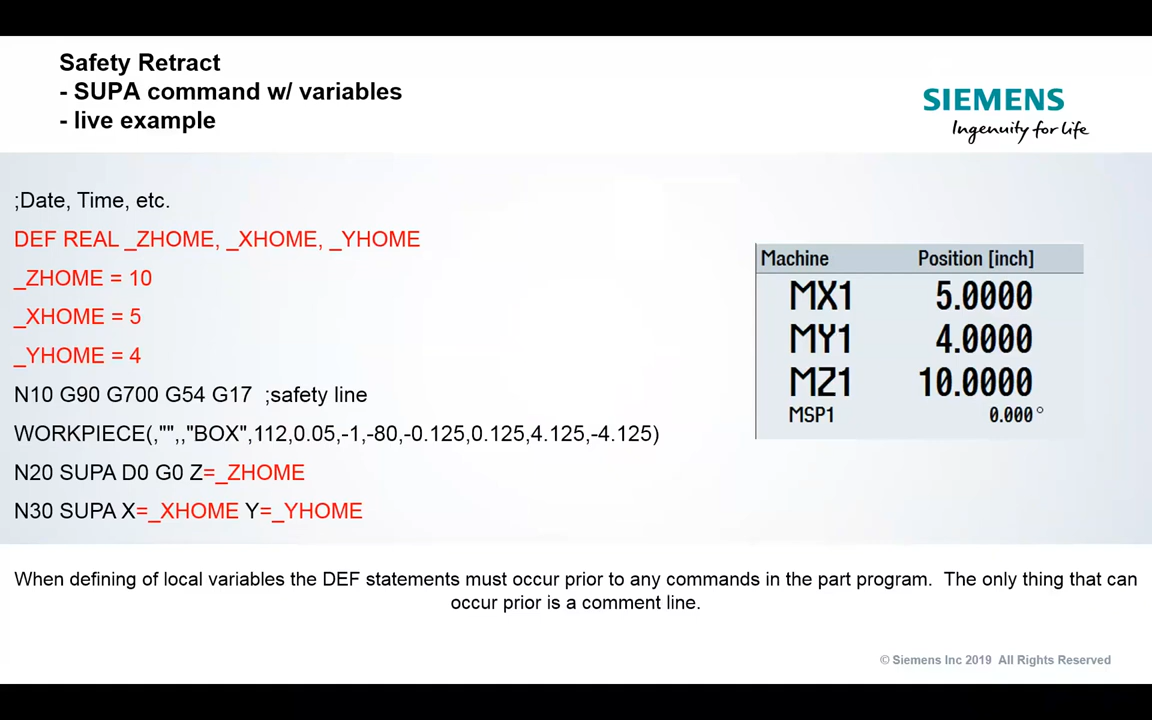 Safety Retract
- SUPA command w/ variables
- live example
SIEMENS
Ingenuity for life
;Date, Time, etc.
DEF REAL _ZHOME, _XHOME, _YHOME
_ZHOME = 10
_XHOME = 5
_YHOME = 4
N10 G90 G700 G54 G17 ;safety line
WORKPIECE(,"",,"BOX",112,0.05,-1,-80,-0.125,0.125,4.125,-4.125)
N20 SUPA D0 G0 Z=_ZHOME
N30 SUPA X=_XHOME Y=_YHOME
Machine Position [inch]
MX1 5.0000
MY1 4.0000
MZ1 10.0000
MSP1 0.000°
When defining of local variables the DEF statements must occur prior to any commands in the part program. The only thing that can
occur prior is a comment line.
© Siemens Inc 2019 All Rights Reserved